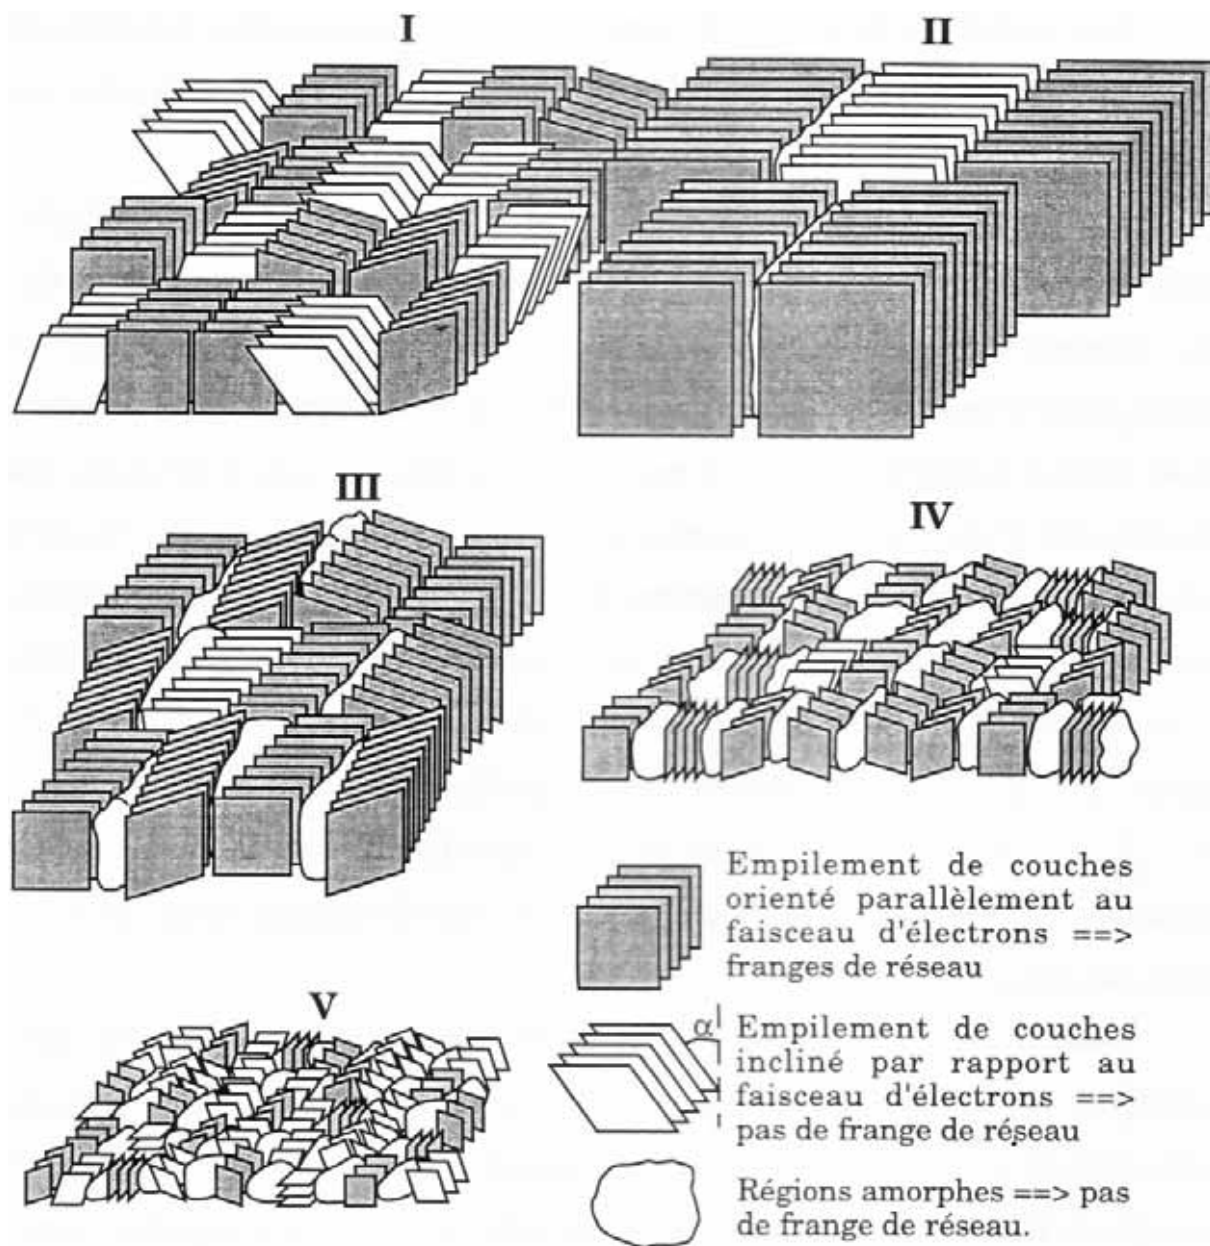 I
II
III
IV
V
Empilement de couches
orienté parallèlement au
faisceau d'électrons ==>
franges de réseau
α
Empilement de couches
incliné par rapport au
faisceau d'électrons ==>
pas de frange de réseau
Régions amorphes ==> pas
de frange de réseau.